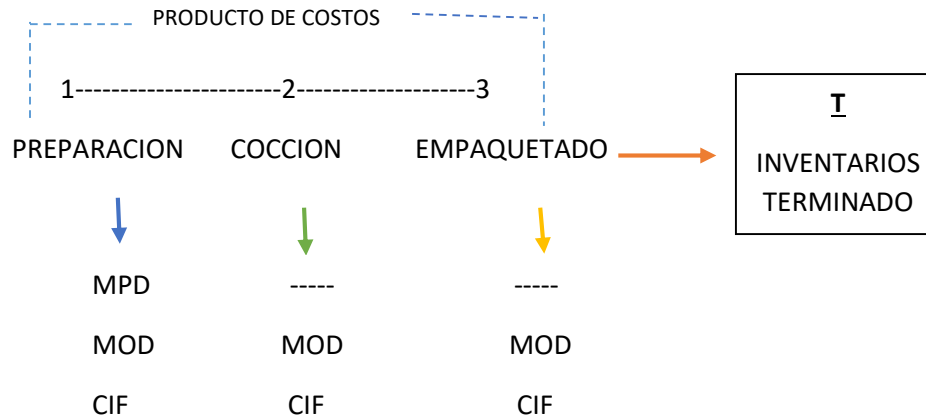 PRODUCTO DE COSTOS
1-----------------------2--------------------3
PREPARACION COCCION EMPAQUETADO
T
INVENTARIOS
TERMINADO
MPD ----- -----
MOD MOD MOD
CIF CIF CIF